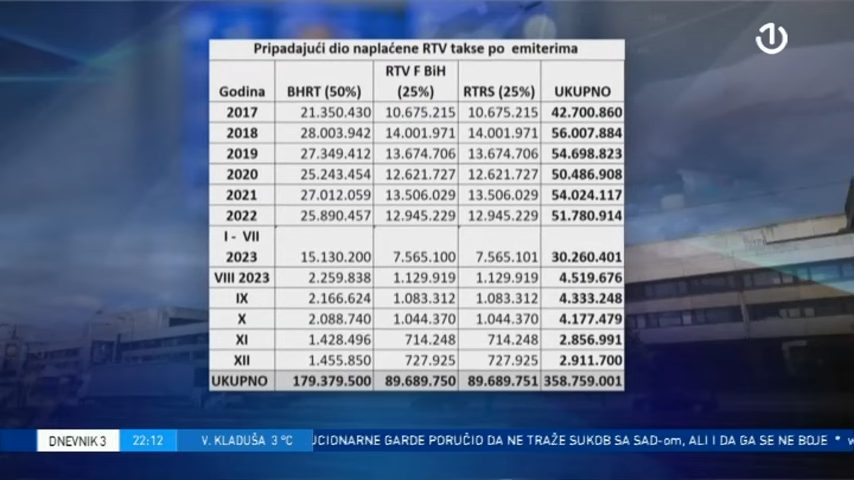 Pripadajući dio naplaćene RTV takse po emiterima
Godina BHRT (50%) RTV F BiH (25%) RTRS (25%) UKUPNO
2017 21.350.430 10.675.215 10.675.215 42.700.860
2018 28.003.942 14.001.971 14.001.971 56.007.884
2019 27.349.412 13.674.706 13.674.706 54.698.823
2020 25.243.454 12.621.727 12.621.727 50.486.908
2021 27.012.059 13.506.029 13.506.029 54.024.117
2022 25.890.457 12.945.229 12.945.229 51.780.914
I - VII 2023 15.130.200 7.565.100 7.565.101 30.260.401
VIII 2023 2.259.838 1.129.919 1.129.919 4.519.676
IX 2.166.624 1.083.312 1.083.312 4.333.248
X 2.088.740 1.044.370 1.044.370 4.177.479
XI 1.428.496 714.248 714.248 2.856.991
XII 1.455.850 727.925 727.925 2.911.700
UKUPNO 179.379.500 89.689.750 89.689.751 358.759.001
DNEVNIK 3 22:12 V. KLADUŠA 3 °C UCIONARNE GARDE PORUČIO DA NE TRAŽE SUKOB SA SAD-om, ALI I DA GA SE NE BOJE *